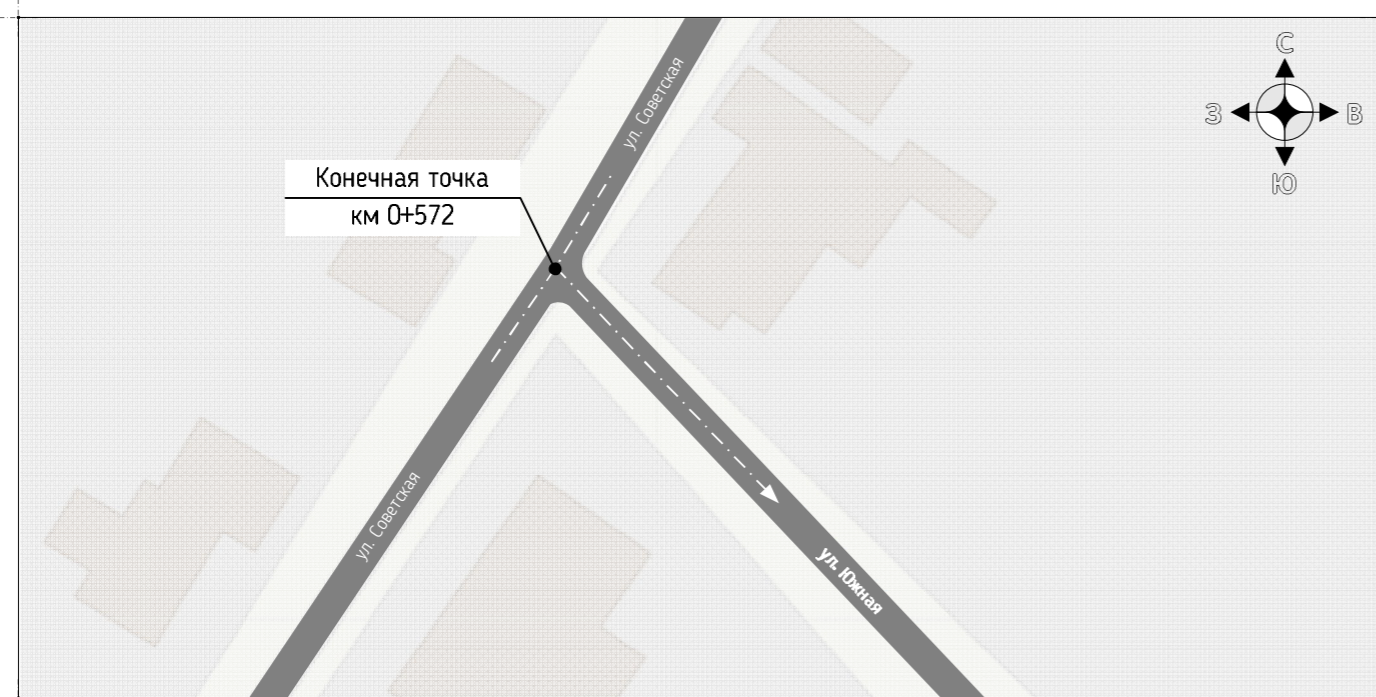 ул. Советская
С
З
В
Ю
Конечная точка
км 0+572
ул. Советская
ул. Южная